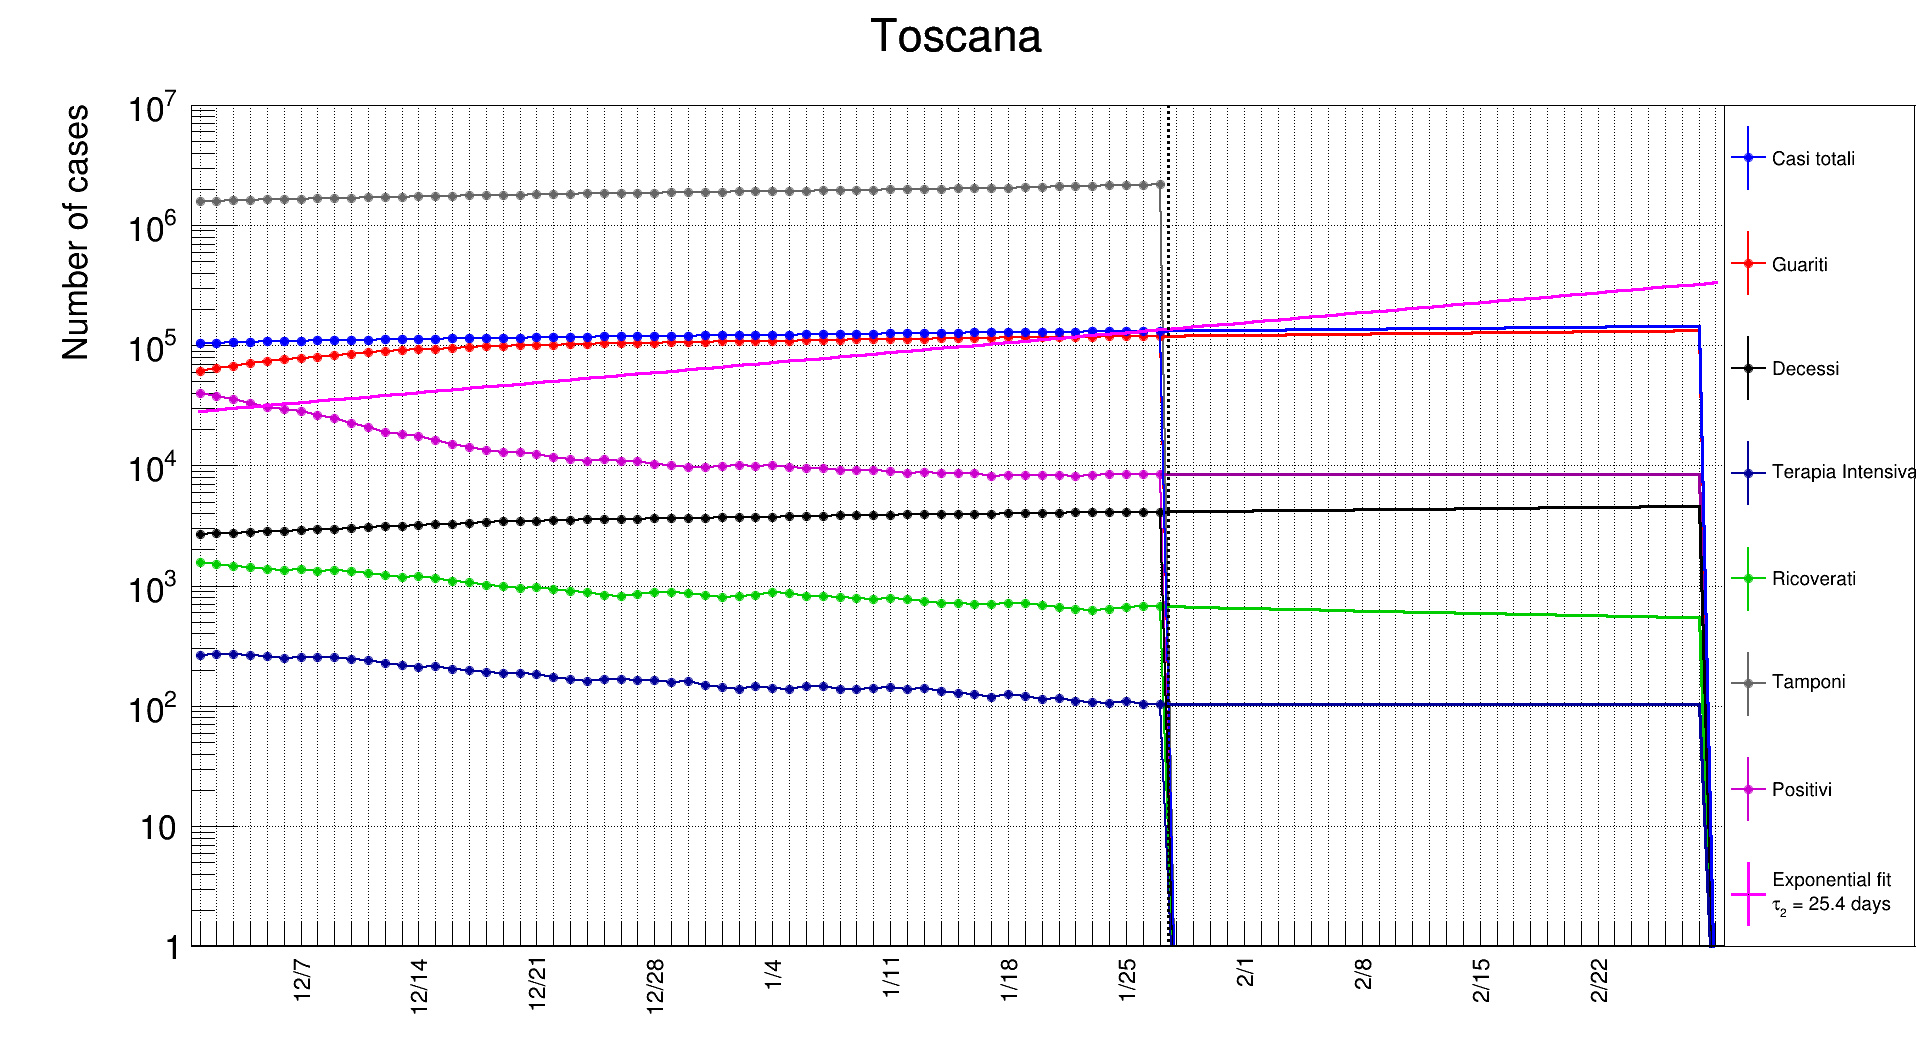 Toscana
Number of cases
10^7
10^6
10^5
10^4
10^3
10^2
10
1
12/7
12/14
12/21
12/28
1/4
1/11
1/18
1/25
2/1
2/8
2/15
2/22
Casi totali
Guariti
Decessi
Terapia Intensiva
Ricoverati
Tamponi
Positivi
Exponential fit
τ_2 = 25.4 days